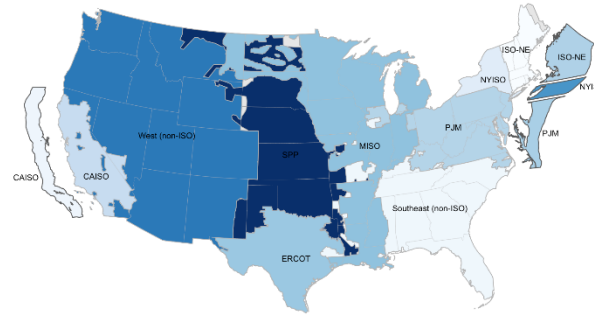 ISO-NE
ISO-NE
NYISO
NYI
PJM
PJM
MISO
West (non-ISO)
SPP
CAISO
CAISO
Southeast (non-ISO)
ERCOT